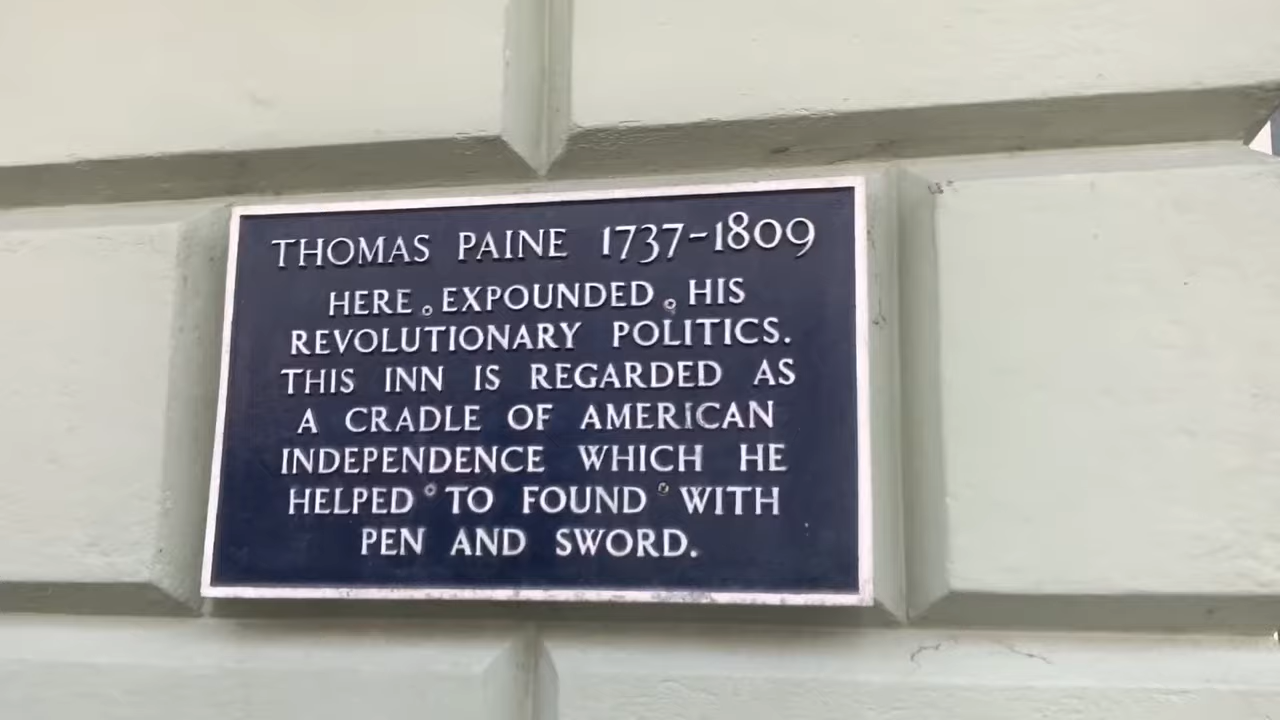 THOMAS PAINE 1737-1809
HERE EXPOUNDED HIS
REVOLUTIONARY POLITICS.
THIS INN IS REGARDED AS
A CRADLE OF AMERICAN
INDEPENDENCE WHICH HE
HELPED TO FOUND WITH
PEN AND SWORD.